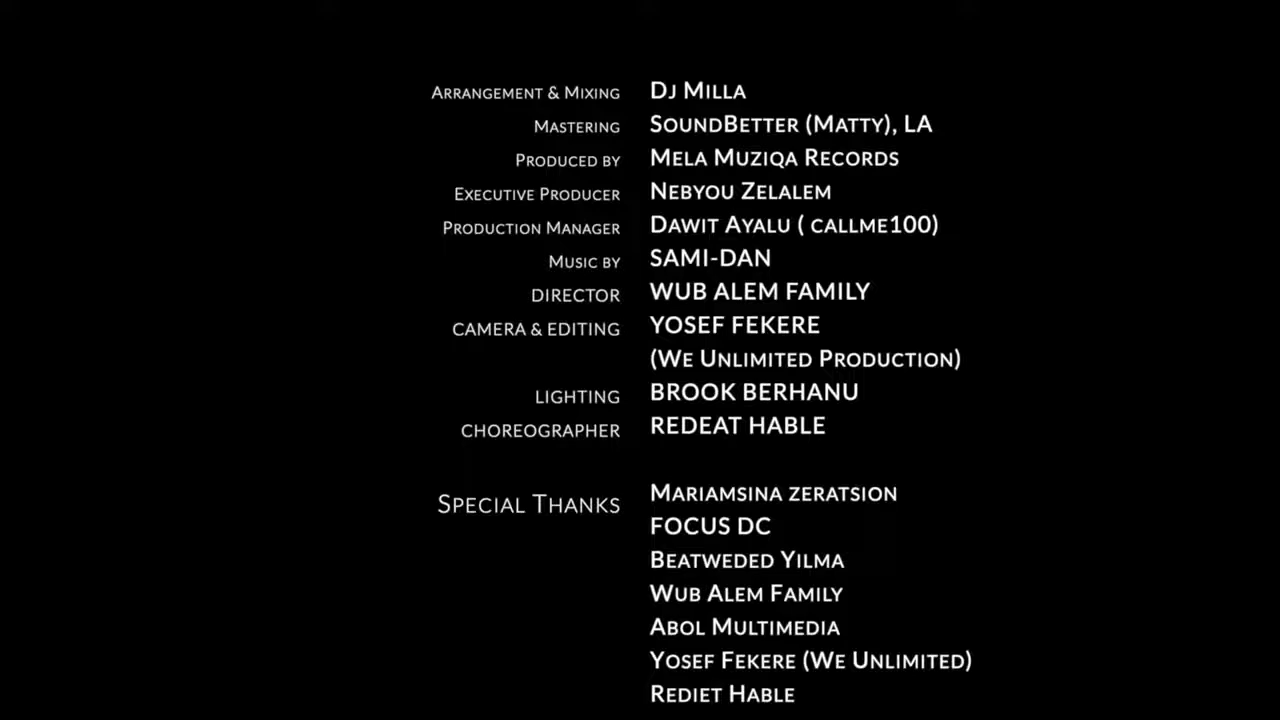 Arrangement & Mixing Dj Milla
Mastering SoundBetter (Matty), LA
Produced by Mela Muziqa Records
Executive Producer Nebyou Zelalem
Production Manager Dawit Ayalu ( callme100)
Music by SAMI-DAN
DIRECTOR WUB ALEM FAMILY
CAMERA & EDITING YOSEF FEKERE
(We Unlimited Production)
LIGHTING BROOK BERHANU
CHOREOGRAPHER REDEAT HABLE
Special Thanks Mariamsina zeratsion
FOCUS DC
Beatweded Yilma
Wub Alem Family
Abol Multimedia
Yosef Fekere (We Unlimited)
Rediet Hable